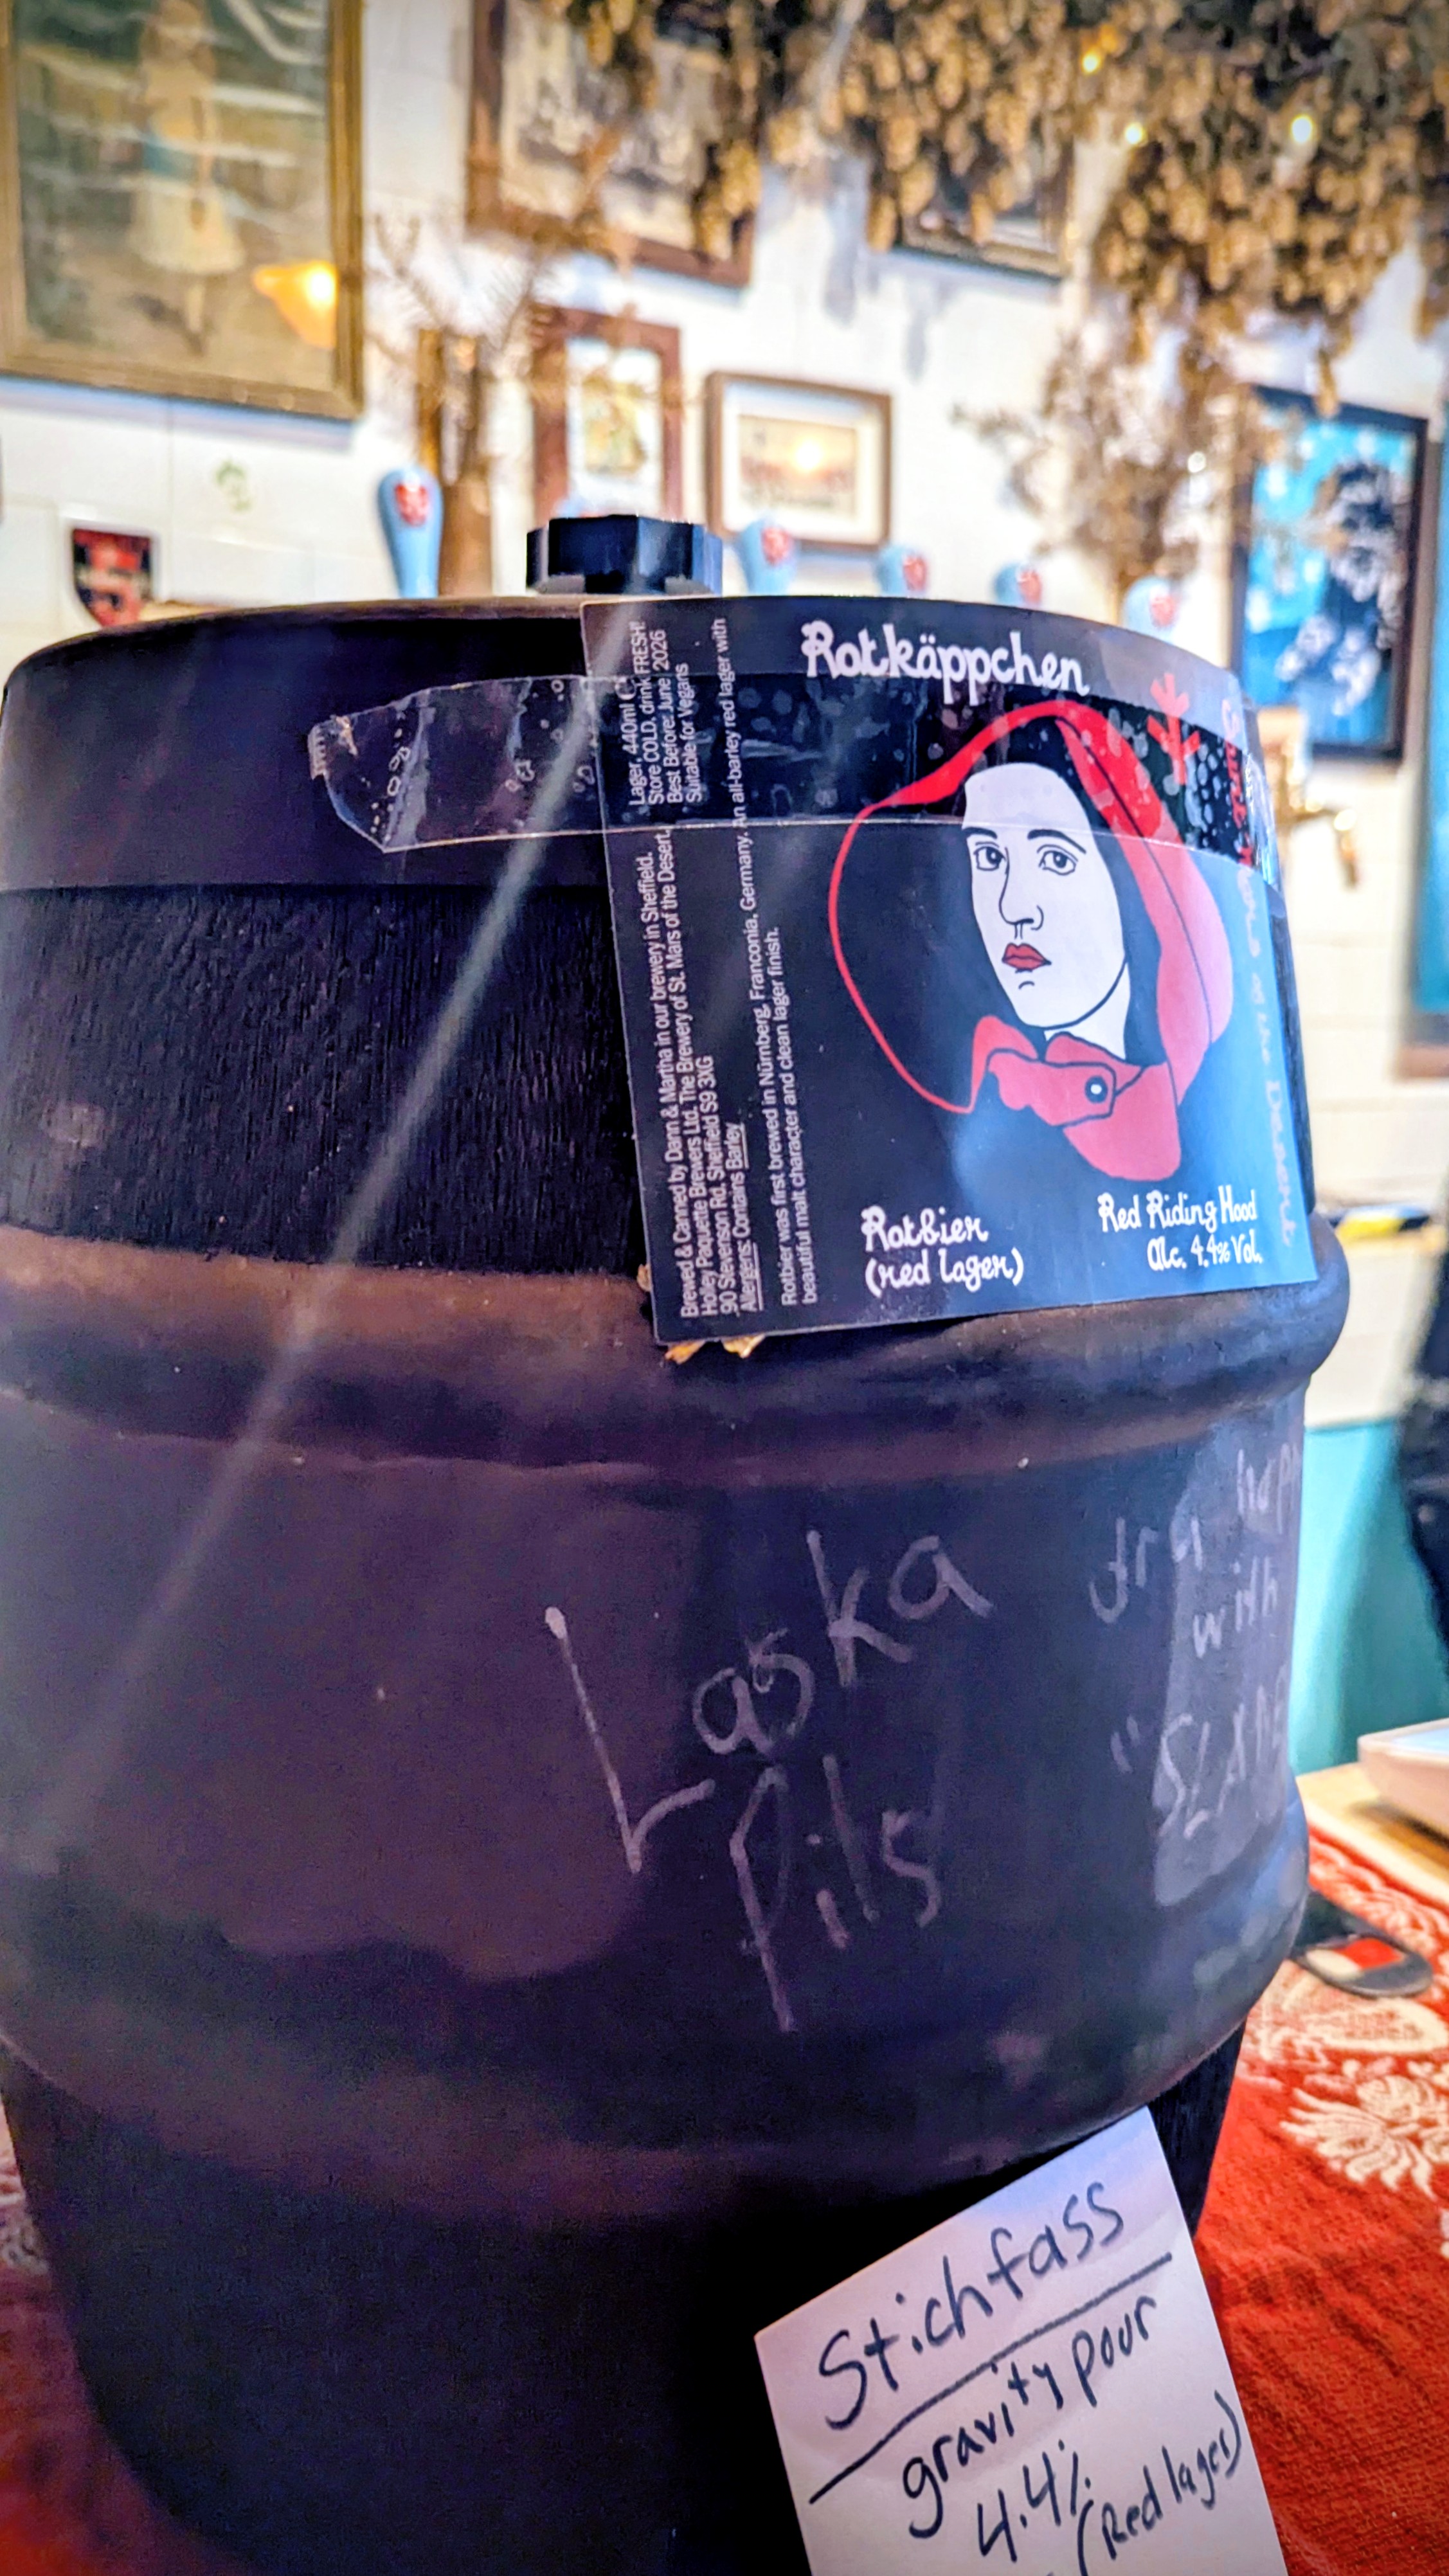 Rotkäppchen
Lager, 440ml
Store COLD, drink FRESH!
Best Before: June 2026
Suitable for Vegans
Brewed & Canned by Dann & Martha in our brewery in Sheffield.
Holley Paquette Brewers Ltd. The Brewery of St. Mars of the Desert,
90 Stevenson Rd. Sheffield S9 3XG
Allergens: Contains Barley
Rotbier was first brewed in Nürnberg, Franconia, Germany. An all-barley red lager with
beautiful malt character and clean lager finish.
Rotbier
(red lager)
Red Riding Hood
Alc. 4.4% Vol.
Laska
Pils
with
Stichfass
gravity pour
4.4%
(Red lager)